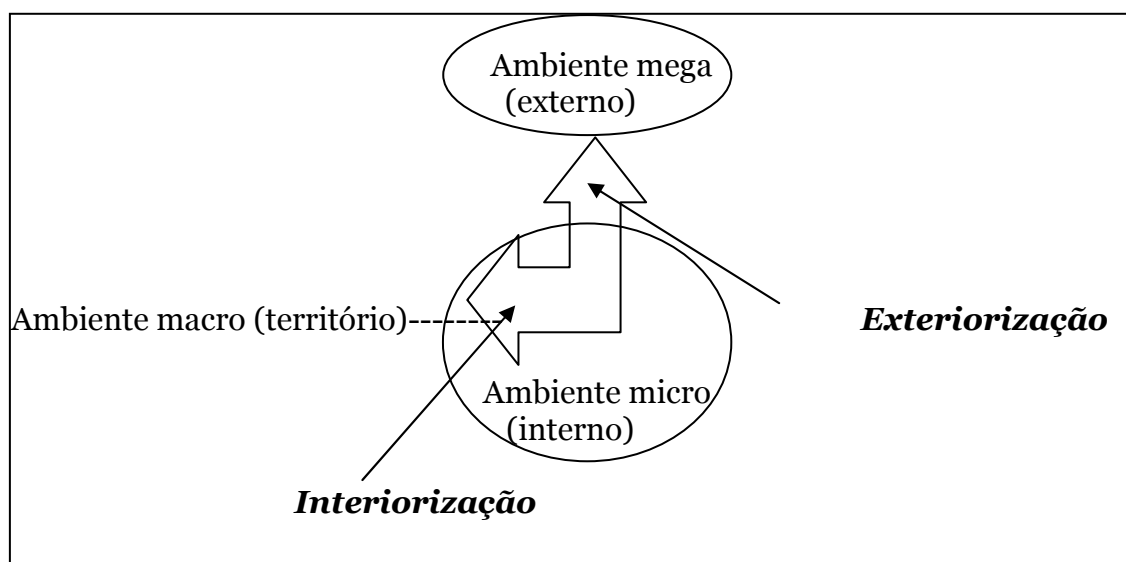 Ambiente mega
(externo)
Ambiente macro (território)--------
Exteriorização
Ambiente micro
(interno)
Interiorização